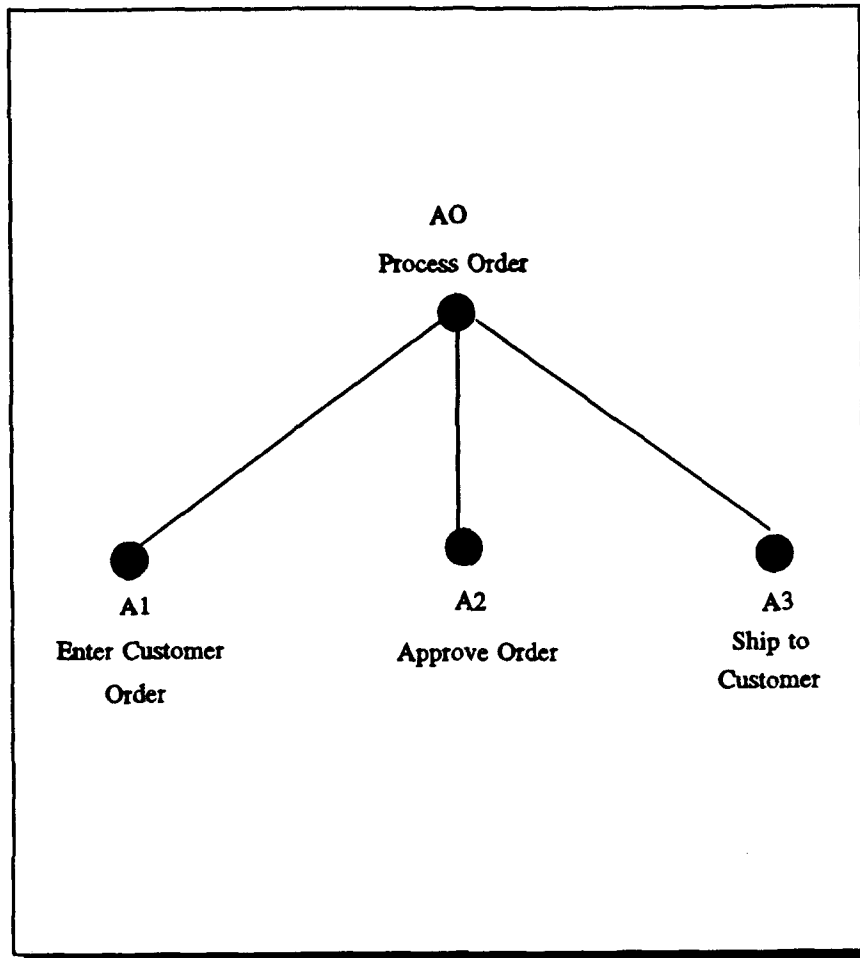 AO
Process Order
A1
Enter Customer
Order
A2
Approve Order
A3
Ship to
Customer